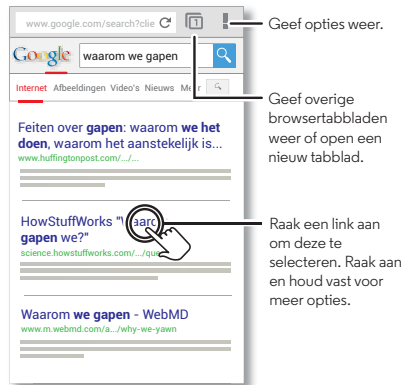 www.google.com/search?clie
1
Geef opties weer.
Google
waarom we gapen
Internet Afbeeldingen Video's Nieuws
Geef overige
browsertabbladen
weer of open een
nieuw tabblad.
Feiten over gapen: waarom we het
doen, waarom het aanstekelijk is...
www.huffingtonpost.com/.../...
HowStuffWorks
gapen we?"
science.howstuffworks.com/.../
Raak een link aan
om deze te
selecteren. Raak aan
en houd vast voor
meer opties.
Waarom we gapen - WebMD
www.m.webmd.com/a.../why-we-yawn